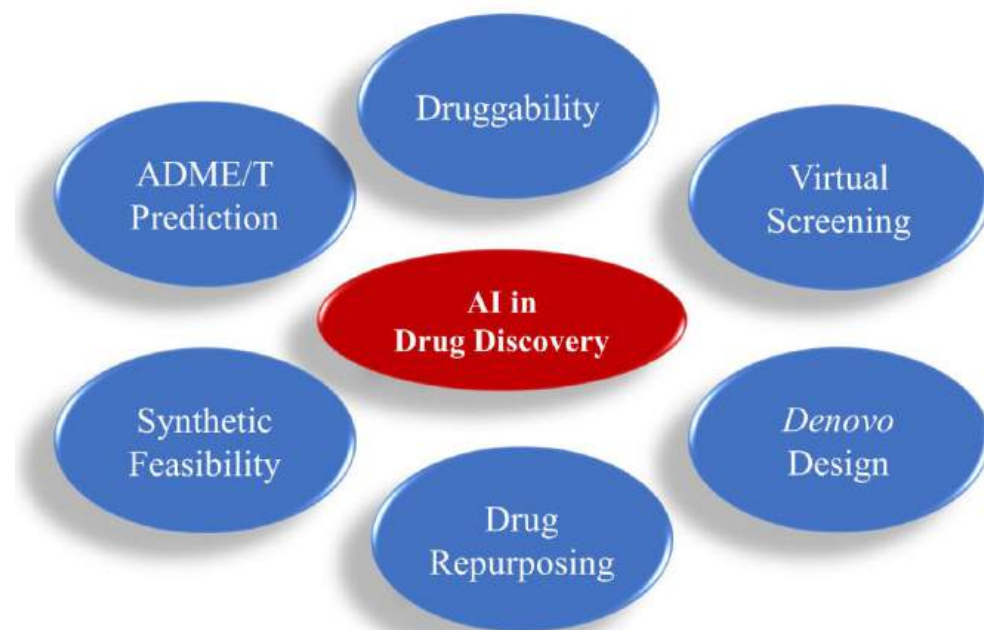 Druggability
ADME/T
Prediction
Virtual
Screening
AI in
Drug Discovery
Synthetic
Feasibility
Denovo
Design
Drug
Repurposing